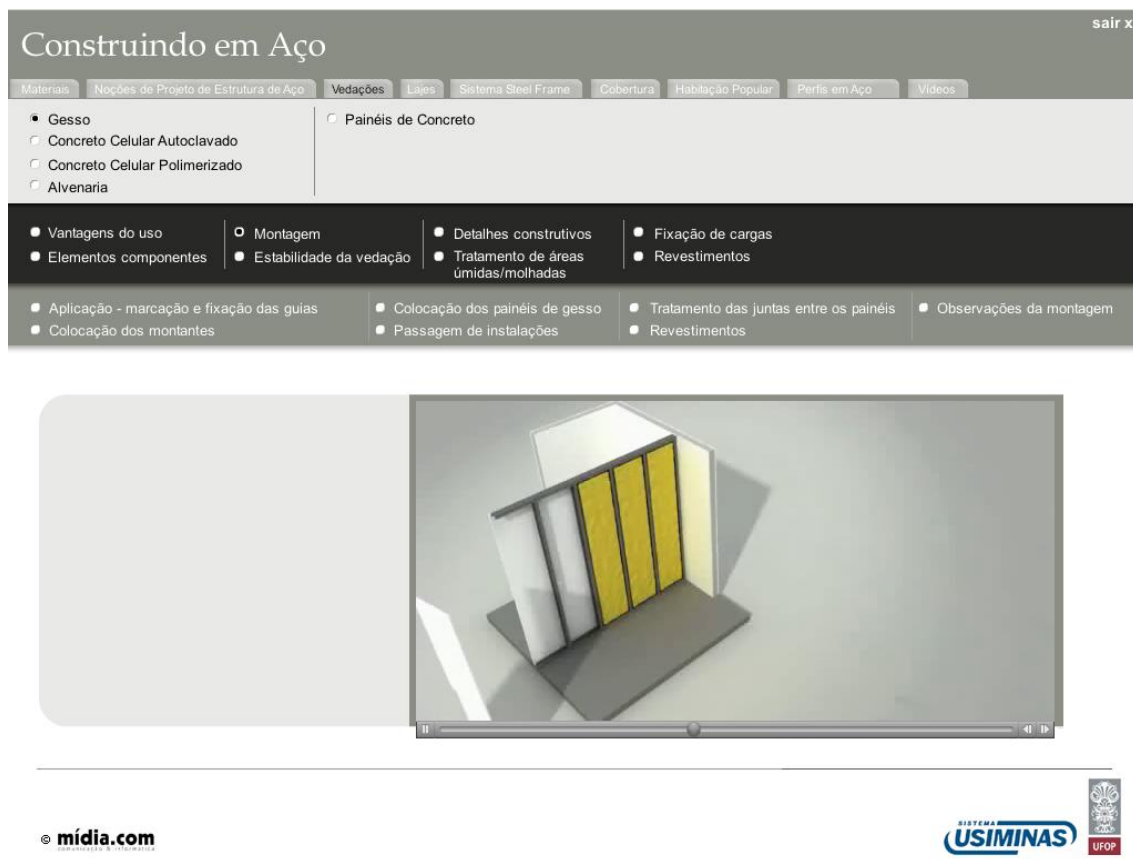 sair x
Construindo em Aço
Materiais
Noções de Projeto de Estrutura de Aço
Vedações
Lajes
Sistema Steel Frame
Cobertura
Habitação Popular
Perfis em Aço
Vídeos
Gesso
Concreto Celular Autoclavado
Concreto Celular Polimerizado
Alvenaria
Painéis de Concreto
Vantagens do uso
Elementos componentes
Montagem
Estabilidade da vedação
Detalhes construtivos
Tratamento de áreas
úmidas/molhadas
Fixação de cargas
Revestimentos
Aplicação - marcação e fixação das guias
Colocação dos montantes
Colocação dos painéis de gesso
Passagem de instalações
Tratamento das juntas entre os painéis
Revestimentos
Observações da montagem
© mídia.com
comunicação & informática
SISTEMA
USIMINAS
UFOP